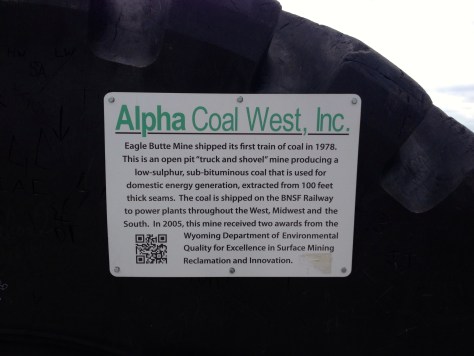 Alpha Coal West, Inc.
Eagle Butte Mine shipped its first train of coal in 1978.
This is an open pit "truck and shovel" mine producing a
low-sulphur, sub-bituminous coal that is used for
domestic energy generation, extracted from 100 feet
thick seams. The coal is shipped on the BNSF Railway
to power plants throughout the West, Midwest and the
South. In 2005, this mine received two awards from the
Wyoming Department of Environmental
Quality for Excellence in Surface Mining
Reclamation and Innovation.